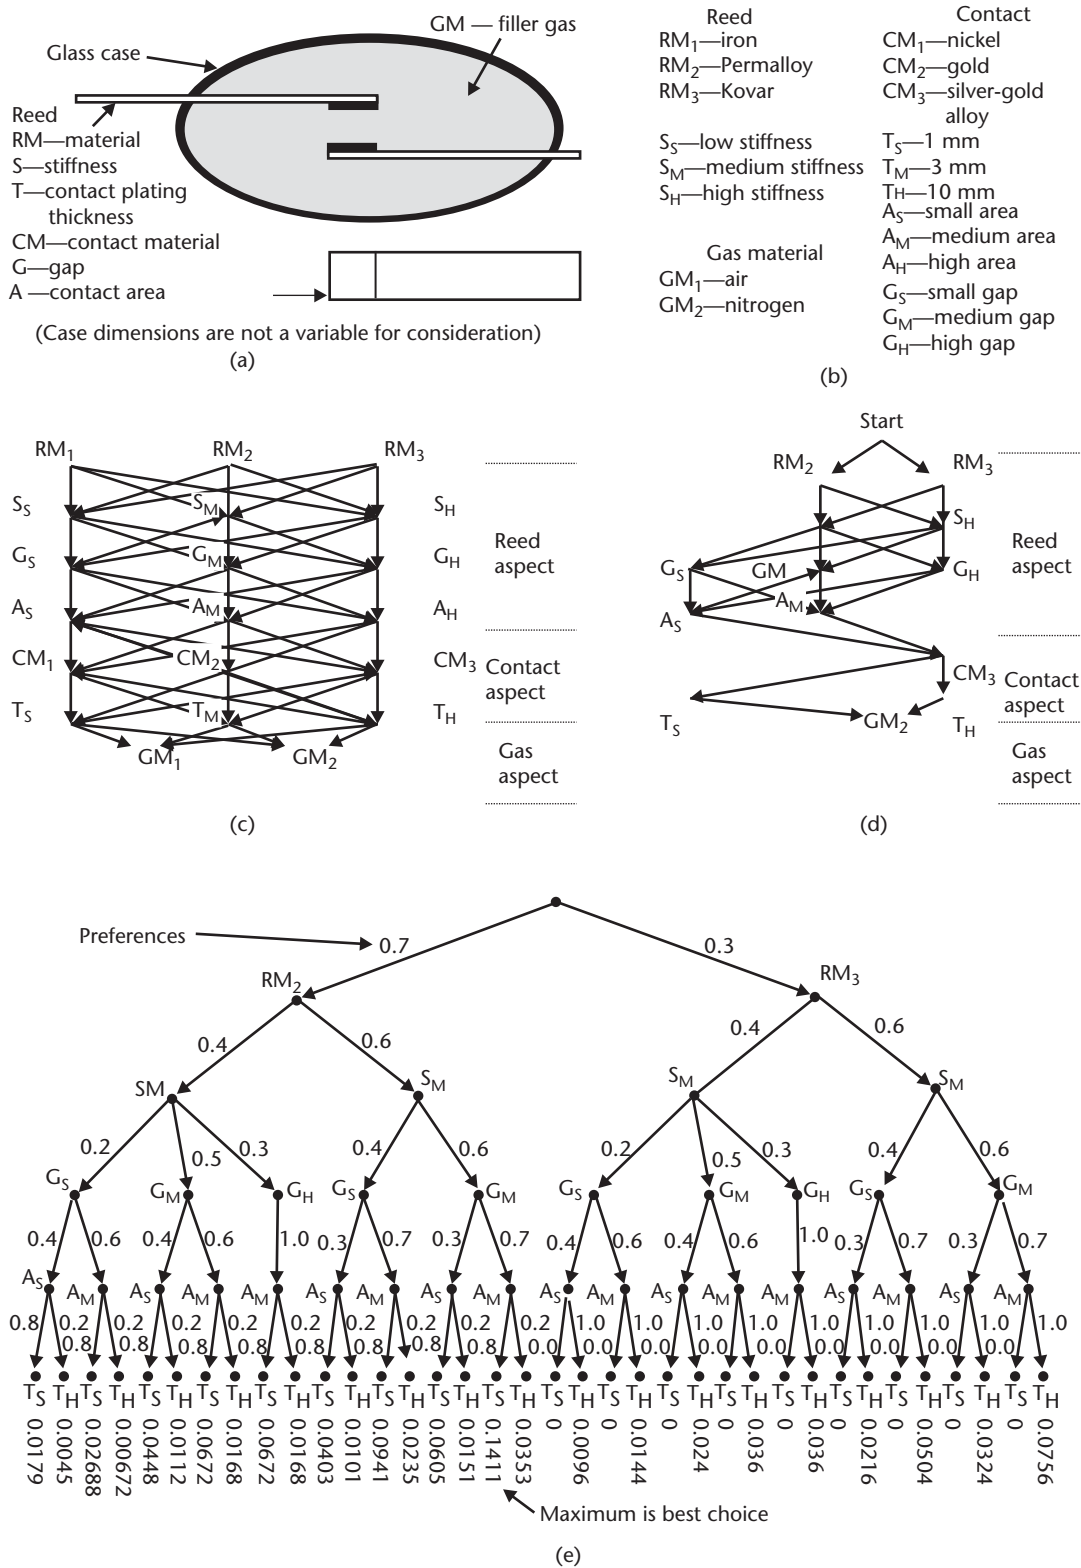 GM — filler gas
Glass case
Reed
RM—material
S—stiffness
T—contact plating
thickness
CM—contact material
G—gap
A —contact area
(Case dimensions are not a variable for consideration)
(a)
Reed
RM1—iron
RM2—Permalloy
RM3—Kovar
SS—low stiffness
SM—medium stiffness
SH—high stiffness
Gas material
GM1—air
GM2—nitrogen
Contact
CM1—nickel
CM2—gold
CM3—silver-gold
alloy
TS—1 mm
TM—3 mm
TH—10 mm
AS—small area
AM—medium area
AH—high area
GS—small gap
GM—medium gap
GH—high gap
(b)
RM1 RM2 RM3
SS SM SH
GS GM GH
AS AM AH
CM1 CM2 CM3
TS TM TH
GM1 GM2
Reed
aspect
Contact
aspect
Gas
aspect
(c)
Start
RM2 RM3
SH
GS GM GH
AS AM
CM3
TS GM2 TH
Reed
aspect
Contact
aspect
Gas
aspect
(d)
Preferences
0.7 0.3
RM2 RM3
0.4 0.6 0.4 0.6
SM SM SM SM
0.2 0.5 0.3 0.4 0.6 0.2 0.5 0.3 0.4 0.6
GS GM GH GS GM GS GM GH GS GM
0.4 0.6 0.4 0.6 1.0 0.3 0.7 0.3 0.7 0.4 0.6 0.4 0.6 1.0 0.3 0.7 0.3 0.7
AS AM AS AM AM AS AM AS AM AS AM AS AM AM AS AM AS AM
0.8 0.2 0.8 0.2 0.8 0.2 0.8 0.2 0.8 0.2 0.8 0.2 0.8 0.2 0.8 0.2 0.8 0.2 0.0 1.0 0.0 1.0 0.0 1.0 0.0 1.0 0.0 1.0 0.0 1.0 0.0 1.0 0.0 1.0 0.0 1.0
TS TH TS TH TS TH TS TH TS TH TS TH TS TH TS TH TS TH TS TH TS TH TS TH TS TH TS TH TS TH TS TH TS TH TS TH
0.0179 0.0045 0.02688 0.00672 0.0448 0.0112 0.0672 0.0168 0.0672 0.0168 0.0403 0.0101 0.0941 0.0235 0.0605 0.0151 0.1411 0.0353 0 0.0096 0 0.0144 0 0.024 0 0.036 0 0.036 0 0.0216 0 0.0504 0 0.0324 0 0.0756
Maximum is best choice
(e)